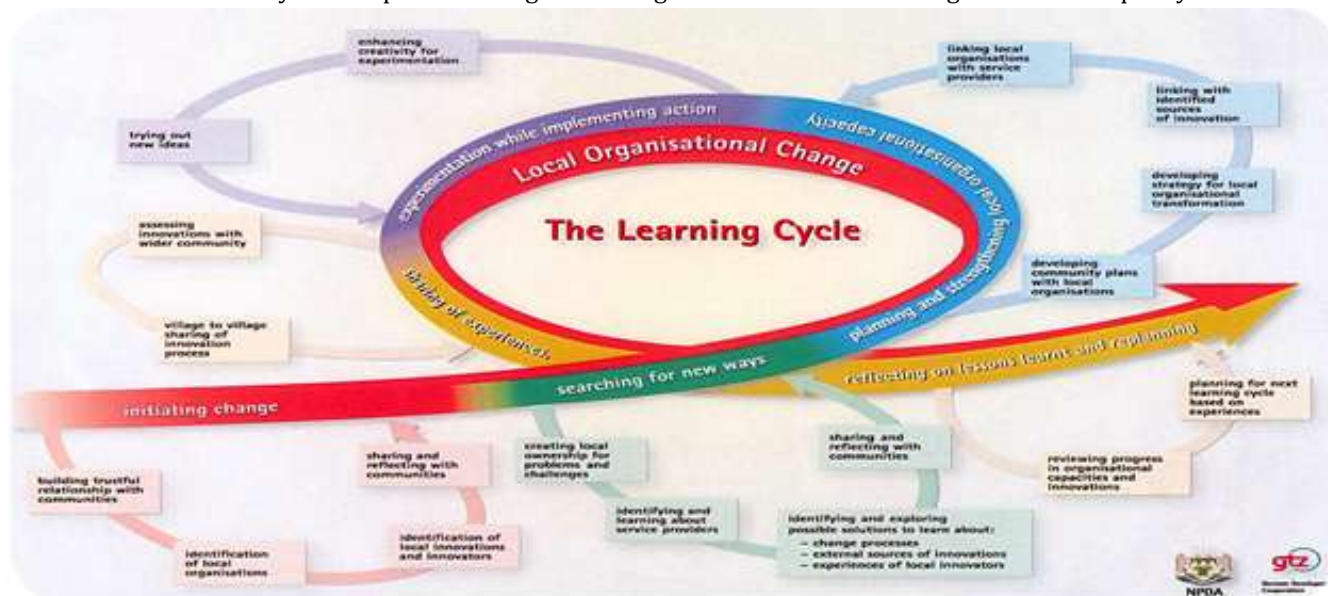 enhancing
creativity for
experimentation
linking local
organisations
with service
providers
linking with
identified
sources
of innovation
trying out
new ideas
experimentation while implementing action
planning and strengthening local organisational capacity
Local Organisational Change
The Learning Cycle
developing
strategy for local
organisational
transformation
assessing
innovations with
wider community
sharing of experiences
developing
community plans
with local
organisations
village to village
sharing of
innovation
process
initiating change
searching for new ways
reflecting on lessons learnt and replanning
planning for next
learning cycle
based on
experiences
building trustful
relationship with
communities
sharing and
reflecting with
communities
creating local
ownership for
problems and
challenges
sharing and
reflecting with
communities
reviewing progress
in organisational
capacities and
innovations
identification
of local
organisations
identification of
local innovations
and innovators
identifying and
learning about
service providers
identifying and exploring
possible solutions to learn about:
– change processes
– external sources of innovations
– experiences of local innovators
NPDA
gtz